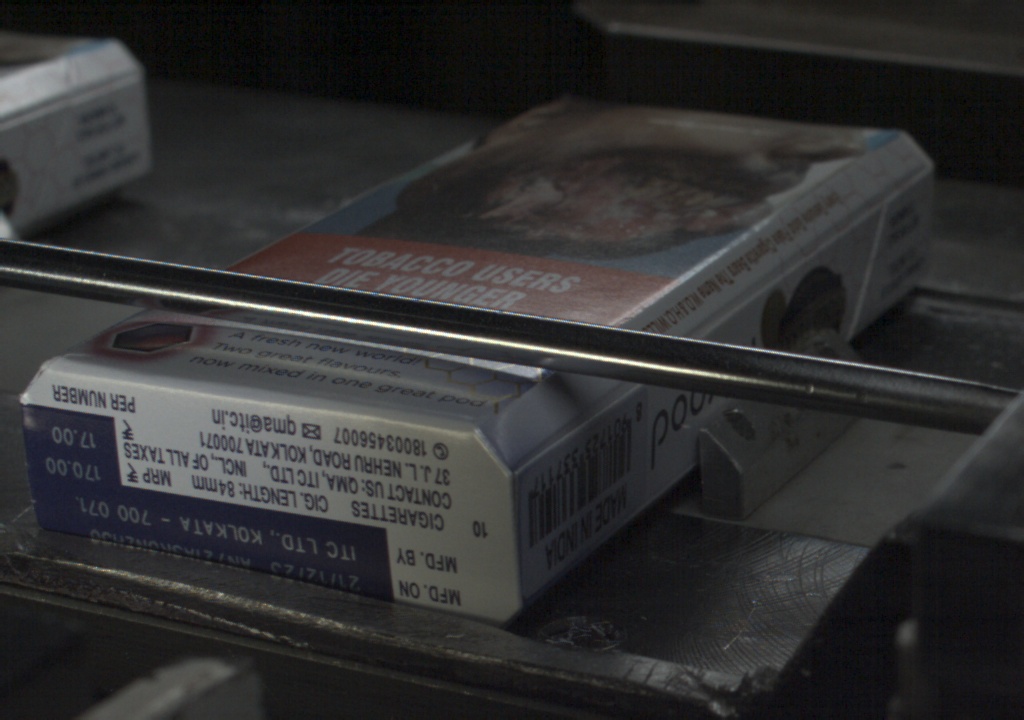 TOBACCO USERS
DIE YOUNGER
A fresh new world!
Two great flavours,
now mixed in one great pod
MFD. ON
21/12/23
MFD. BY
ITC LTD., KOLKATA - 700 071.
10 CIGARETTES
CIG. LENGTH: 84mm
CONTACT US: QMA, ITC LTD,
37 J.L. NEHRU ROAD, KOLKATA 700071
✆ 18003456007 ✉ qma@itc.in
MRP ₹ INCL. OF ALL TAXES
170.00
₹ 17.00
PER NUMBER
MADE IN INDIA